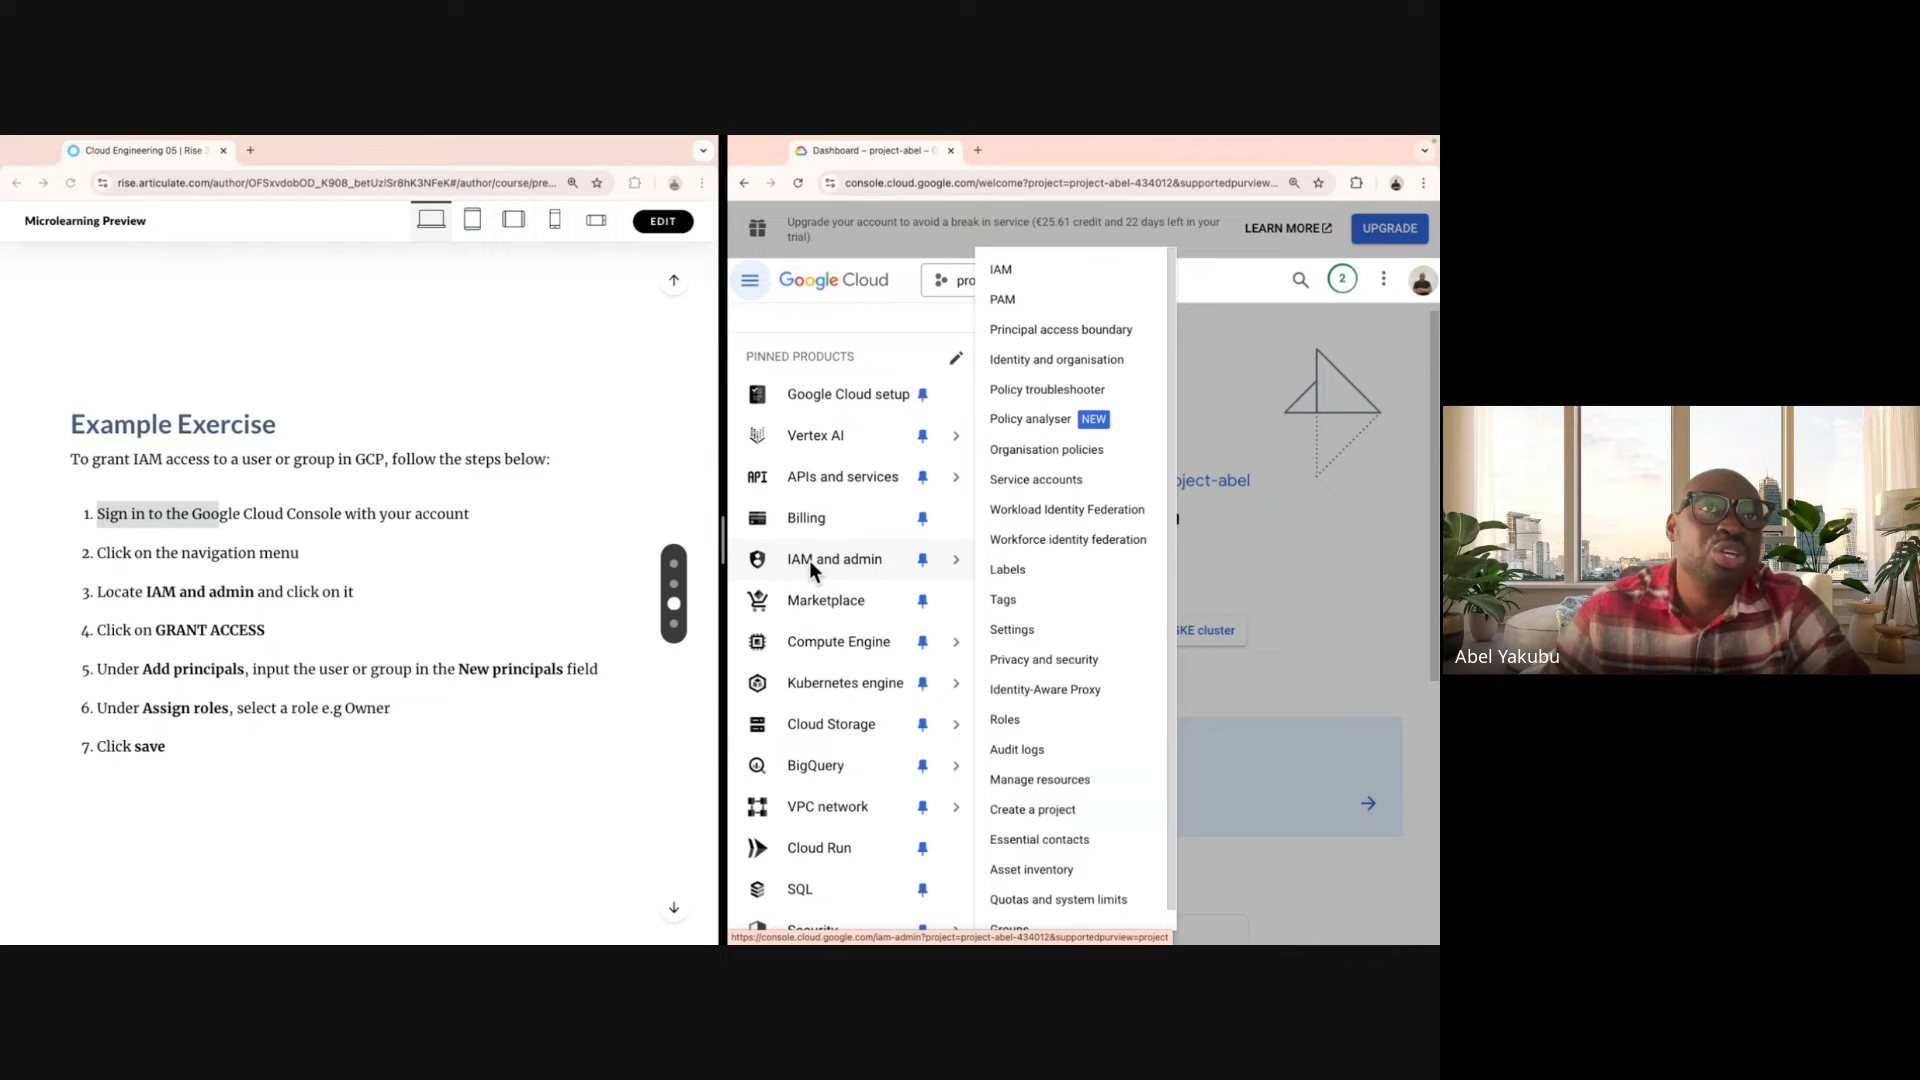 Cloud Engineering 05 | Rise
rise.articulate.com/author/OFSxvdobOD_K908_betUzlSr8hK3NFeK#/author/course/pre...
Microlearning Preview
EDIT
Example Exercise
To grant IAM access to a user or group in GCP, follow the steps below:
1. Sign in to the Google Cloud Console with your account
2. Click on the navigation menu
3. Locate IAM and admin and click on it
4. Click on GRANT ACCESS
5. Under Add principals, input the user or group in the New principals field
6. Under Assign roles, select a role e.g Owner
7. Click save
Dashboard – project-abel –
console.cloud.google.com/welcome?project=project-abel-434012&supportedpurview...
Upgrade your account to avoid a break in service (€25.61 credit and 22 days left in your
trial)
LEARN MORE
UPGRADE
Google Cloud
pro
2
PINNED PRODUCTS
Google Cloud setup
Vertex AI
API APIs and services
Billing
IAM and admin
Marketplace
Compute Engine
Kubernetes engine
Cloud Storage
BigQuery
VPC network
Cloud Run
SQL
Security
IAM
PAM
Principal access boundary
Identity and organisation
Policy troubleshooter
Policy analyser NEW
Organisation policies
Service accounts
Workload Identity Federation
Workforce identity federation
Labels
Tags
Settings
Privacy and security
Identity-Aware Proxy
Roles
Audit logs
Manage resources
Create a project
Essential contacts
Asset inventory
Quotas and system limits
Groups
oject-abel
GKE cluster
https://console.cloud.google.com/iam-admin?project=project-abel-434012&supportedpurview=project
Abel Yakubu